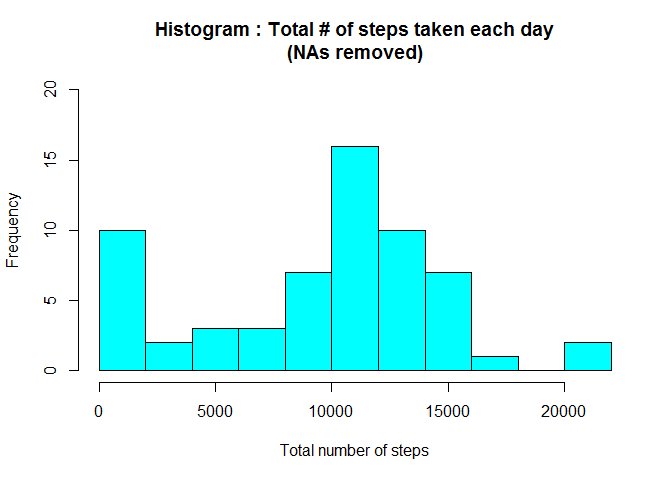 Histogram : Total # of steps taken each day
(NAs removed)
Frequency
20
15
10
5
0
0 5000 10000 15000 20000
Total number of steps